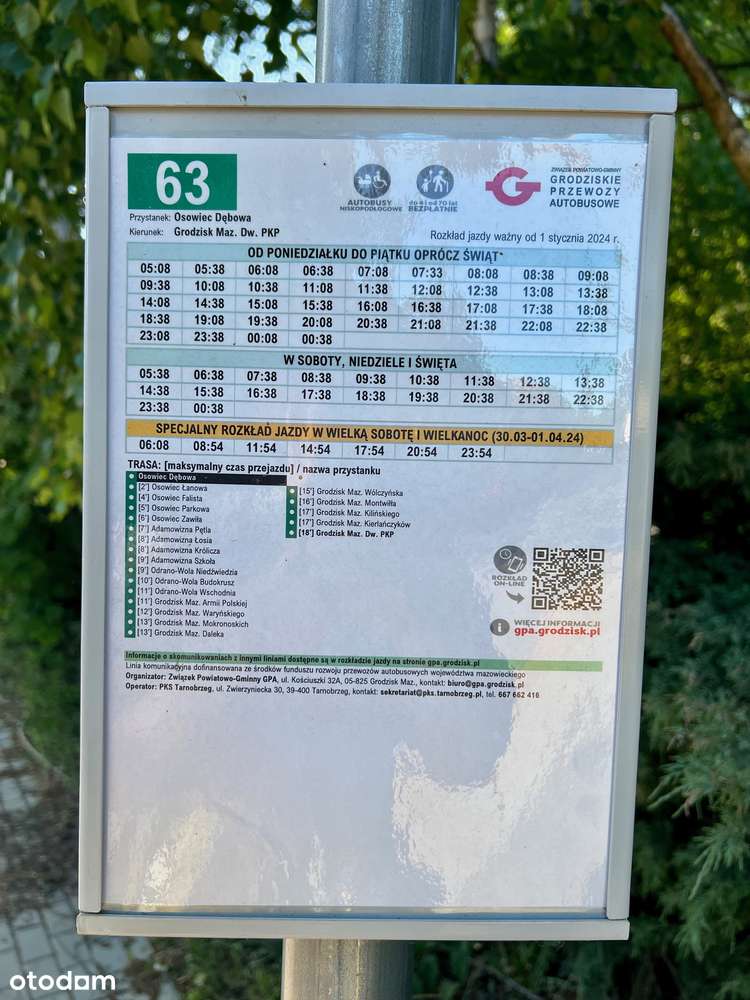 63
AUTOBUSY
NISKOPODŁOGOWE
do 4 i od 70 lat
BEZPŁATNIE
G
ZWIĄZEK POWIATOWO-GMINNY
GRODZISKIE
PRZEWOZY
AUTOBUSOWE
Przystanek: Osowiec Dębowa
Kierunek: Grodzisk Maz. Dw. PKP
Rozkład jazdy ważny od 1 stycznia 2024 r.
OD PONIEDZIAŁKU DO PIĄTKU OPRÓCZ ŚWIĄT*
05:08 05:38 06:08 06:38 07:08 07:33 08:08 08:38 09:08
09:38 10:08 10:38 11:08 11:38 12:08 12:38 13:08 13:38
14:08 14:38 15:08 15:38 16:08 16:38 17:08 17:38 18:08
18:38 19:08 19:38 20:08 20:38 21:08 21:38 22:08 22:38
23:08 23:38 00:08 00:38
W SOBOTY, NIEDZIELE I ŚWIĘTA
05:38 06:38 07:38 08:38 09:38 10:38 11:38 12:38 13:38
14:38 15:38 16:38 17:38 18:38 19:38 20:38 21:38 22:38
23:38 00:38
SPECJALNY ROZKŁAD JAZDY W WIELKĄ SOBOTĘ I WIELKANOC (30.03-01.04.24)
06:08 08:54 11:54 14:54 17:54 20:54 23:54
TRASA: [maksymalny czas przejazdu] / nazwa przystanku
Osowiec Dębowa
[2'] Osowiec Łanowa
[4'] Osowiec Falista
[5'] Osowiec Parkowa
[6'] Osowiec Zawiła
[7'] Adamowizna Pętla
[8'] Adamowizna Łosia
[8'] Adamowizna Królicza
[9'] Adamowizna Szkoła
[9'] Odrano-Wola Niedźwiedzia
[10'] Odrano-Wola Budokrusz
[11'] Odrano-Wola Wschodnia
[11'] Grodzisk Maz. Armii Polskiej
[12'] Grodzisk Maz. Waryńskiego
[13'] Grodzisk Maz. Mokronoskich
[13'] Grodzisk Maz. Daleka
[15'] Grodzisk Maz. Wólczyńska
[16'] Grodzisk Maz. Montwiłła
[17'] Grodzisk Maz. Kilińskiego
[17'] Grodzisk Maz. Kierlańczyków
[18'] Grodzisk Maz. Dw. PKP
ROZKŁAD
ON-LINE
WIĘCEJ INFORMACJI
gpa.grodzisk.pl
Informacje o skomunikowaniach z innymi liniami dostępne są w rozkładzie jazdy na stronie gpa.grodzisk.pl
Linia komunikacyjna dofinansowana ze środków funduszu rozwoju przewozów autobusowych województwa mazowieckiego
Organizator: Związek Powiatowo-Gminny GPA, ul. Kościuszki 32A, 05-825 Grodzisk Maz., kontakt: biuro@gpa.grodzisk.pl
Operator: PKS Tarnobrzeg, ul. Zwierzyniecka 30, 39-400 Tarnobrzeg, kontakt: sekretariat@pks.tarnobrzeg.pl, tel. 667 662 416
otodom